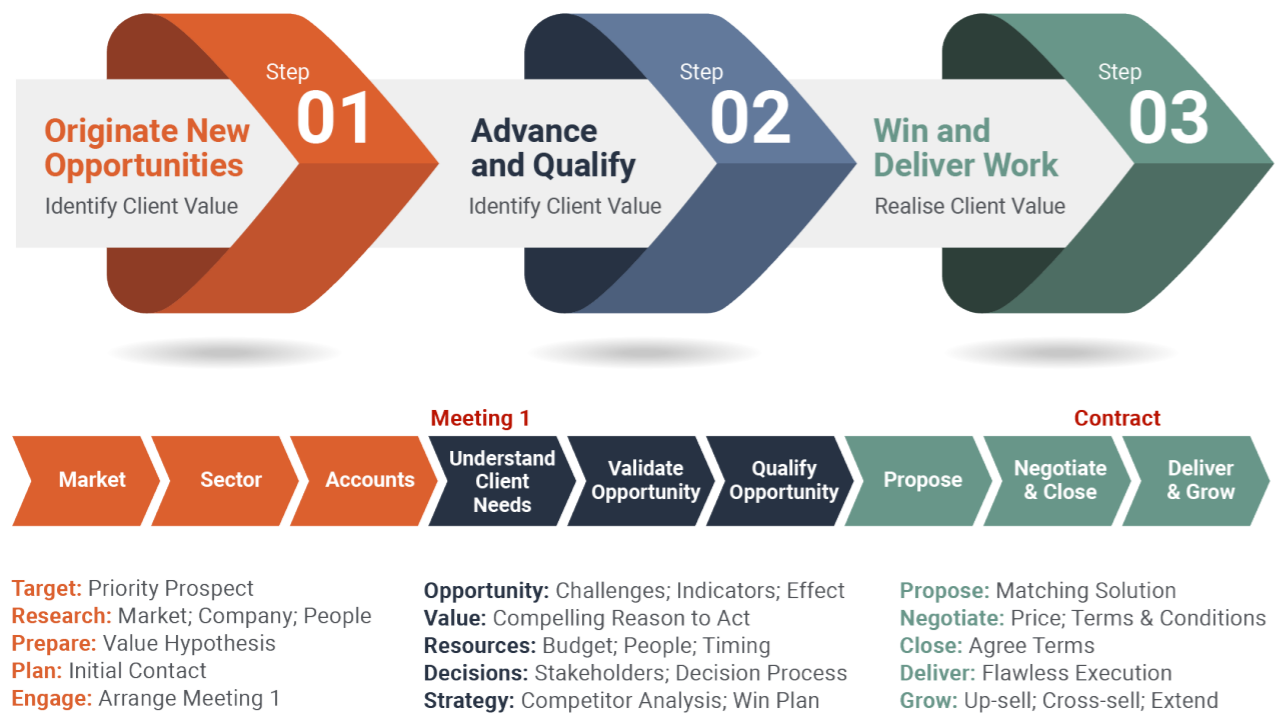 Step
01
Originate New
Opportunities
Identify Client Value
Step
02
Advance
and Qualify
Identify Client Value
Step
03
Win and
Deliver Work
Realise Client Value
Meeting 1
Contract
Market
Sector
Accounts
Understand
Client
Needs
Validate
Opportunity
Qualify
Opportunity
Propose
Negotiate
& Close
Deliver
& Grow
Target: Priority Prospect
Research: Market; Company; People
Prepare: Value Hypothesis
Plan: Initial Contact
Engage: Arrange Meeting 1
Opportunity: Challenges; Indicators; Effect
Value: Compelling Reason to Act
Resources: Budget; People; Timing
Decisions: Stakeholders; Decision Process
Strategy: Competitor Analysis; Win Plan
Propose: Matching Solution
Negotiate: Price; Terms & Conditions
Close: Agree Terms
Deliver: Flawless Execution
Grow: Up-sell; Cross-sell; Extend